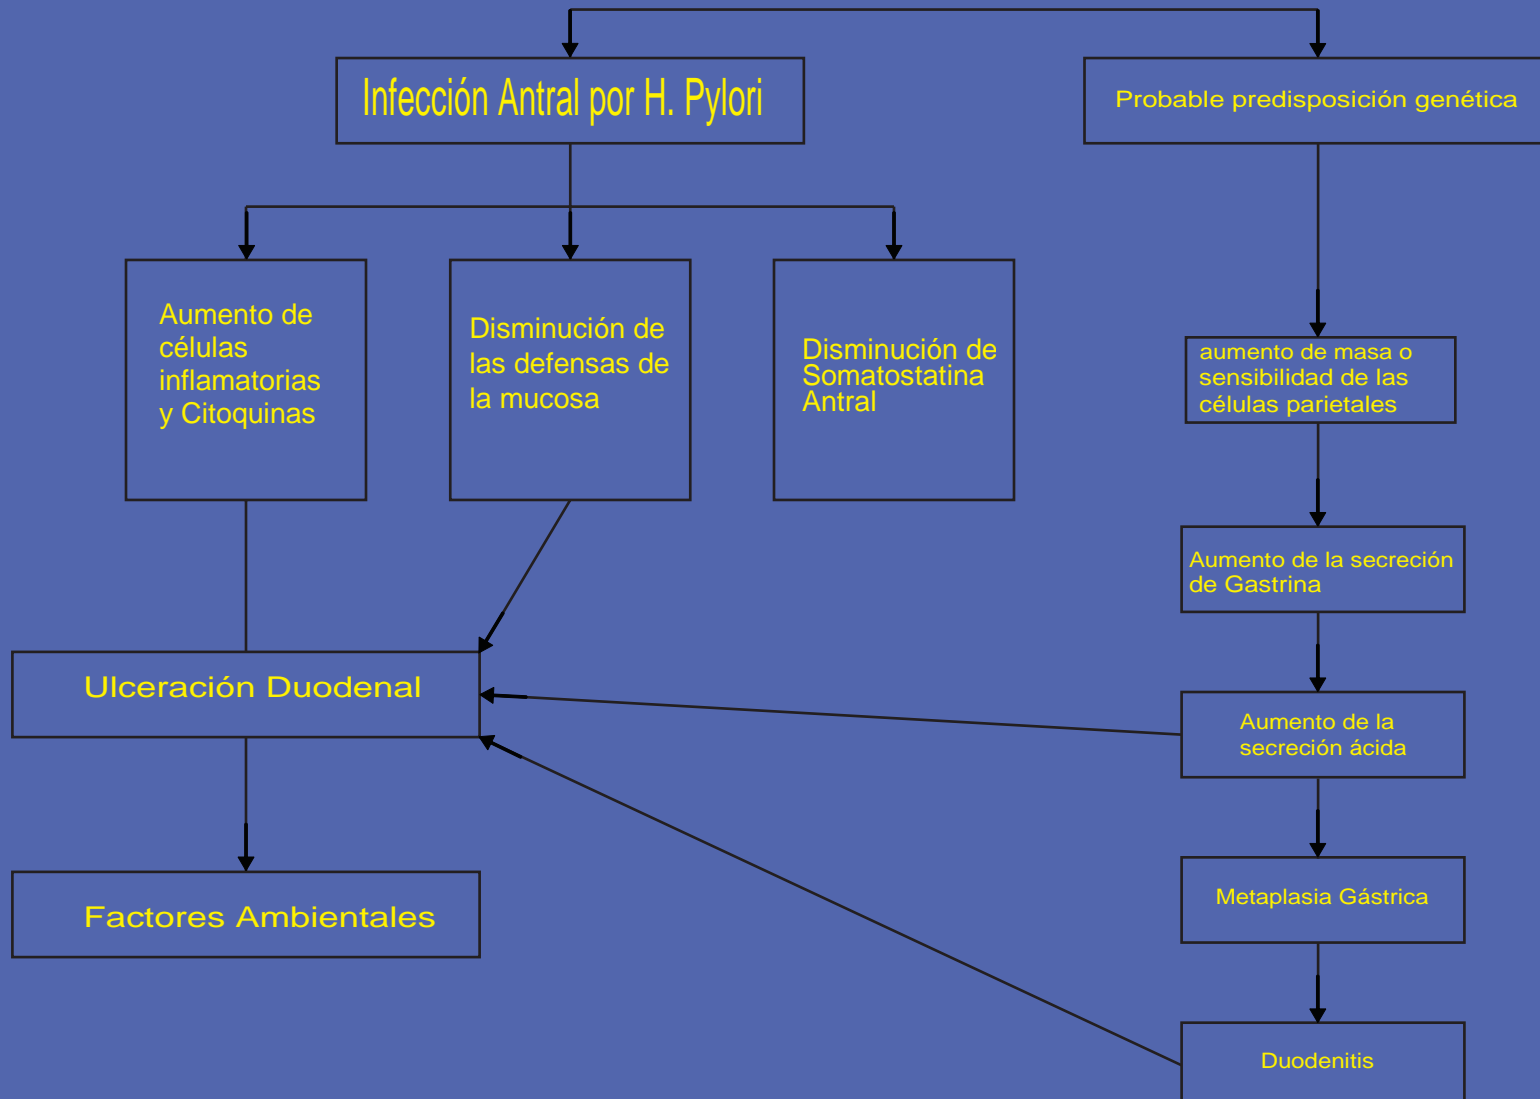 Infección Antral por H. Pylori
Probable predisposición genética
Aumento de
células
inflamatorias
y Citoquinas
Disminución de
las defensas de
la mucosa
Disminución de
Somatostatina
Antral
aumento de masa o
sensibilidad de las
células parietales
Aumento de la secreción
de Gastrina
Ulceración Duodenal
Aumento de la
secreción ácida
Factores Ambientales
Metaplasia Gástrica
Duodenitis